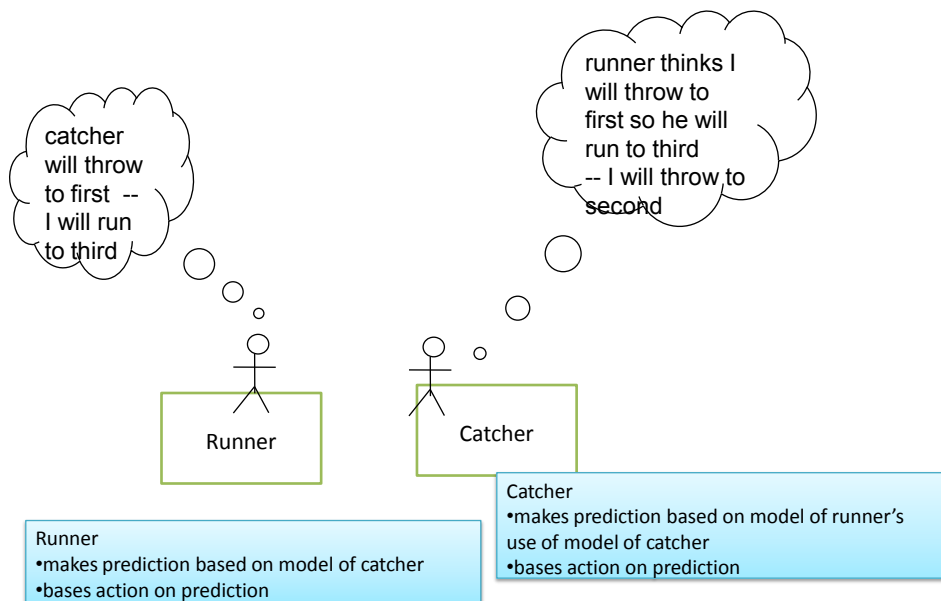 catcher
will throw
to first --
I will run
to third
runner thinks I
will throw to
first so he will
run to third
-- I will throw to
second
Runner
Catcher
Runner
•makes prediction based on model of catcher
•bases action on prediction
Catcher
•makes prediction based on model of runner’s
use of model of catcher
•bases action on prediction